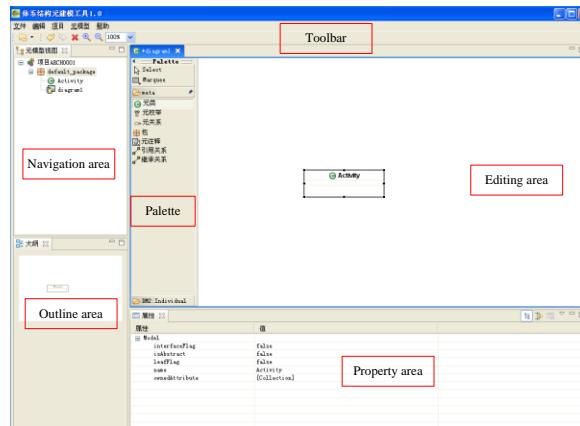 体系结构元建模工具1.0
文件 编辑 项目 元模型 帮助
100%
Toolbar
元模型视图
*diagram1
项目ABCH0001
default_package
Activity
diagram1
Palette
Select
Marquee
meta
元类
元关系
包
元注释
引用关系
继承关系
DM2 Individual
Navigation area
Palette
Activity
Editing area
大纲
Outline area
属性
属性 值
Model
interfaceFlag false
isAbstract false
leafFlag false
name Activity
ownedAttribute [Collection]
Property area